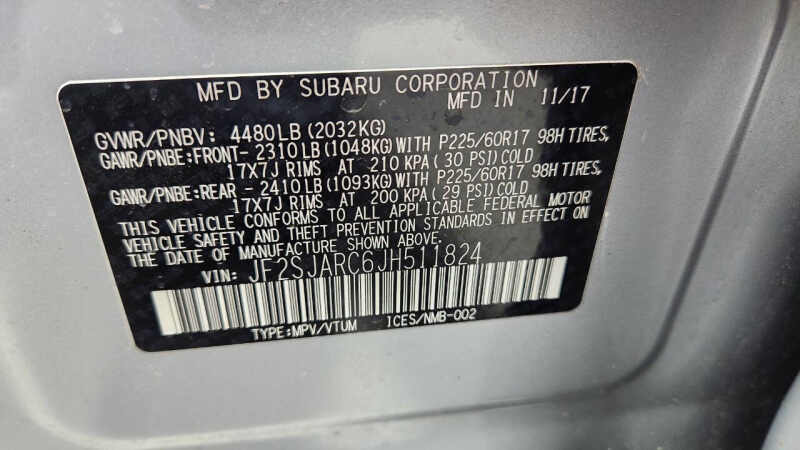 MFD BY SUBARU CORPORATION
MFD IN 11/17
GVWR/PNBV: 4480LB (2032KG)
GAWR/PNBE:FRONT- 2310LB (1048KG) WITH P225/60R17 98H TIRES,
17X7J RIMS AT 210 KPA (30 PSI) COLD
GAWR/PNBE:REAR - 2410LB (1093KG) WITH P225/60R17 98H TIRES,
17X7J RIMS AT 200 KPA (29 PSI) COLD
THIS VEHICLE CONFORMS TO ALL APPLICABLE FEDERAL MOTOR
VEHICLE SAFETY AND THEFT PREVENTION STANDARDS IN EFFECT ON
THE DATE OF MANUFACTURE SHOWN ABOVE.
VIN: JF2SJARC6JH511824
TYPE:MPV/VTUM ICES/NMB-002